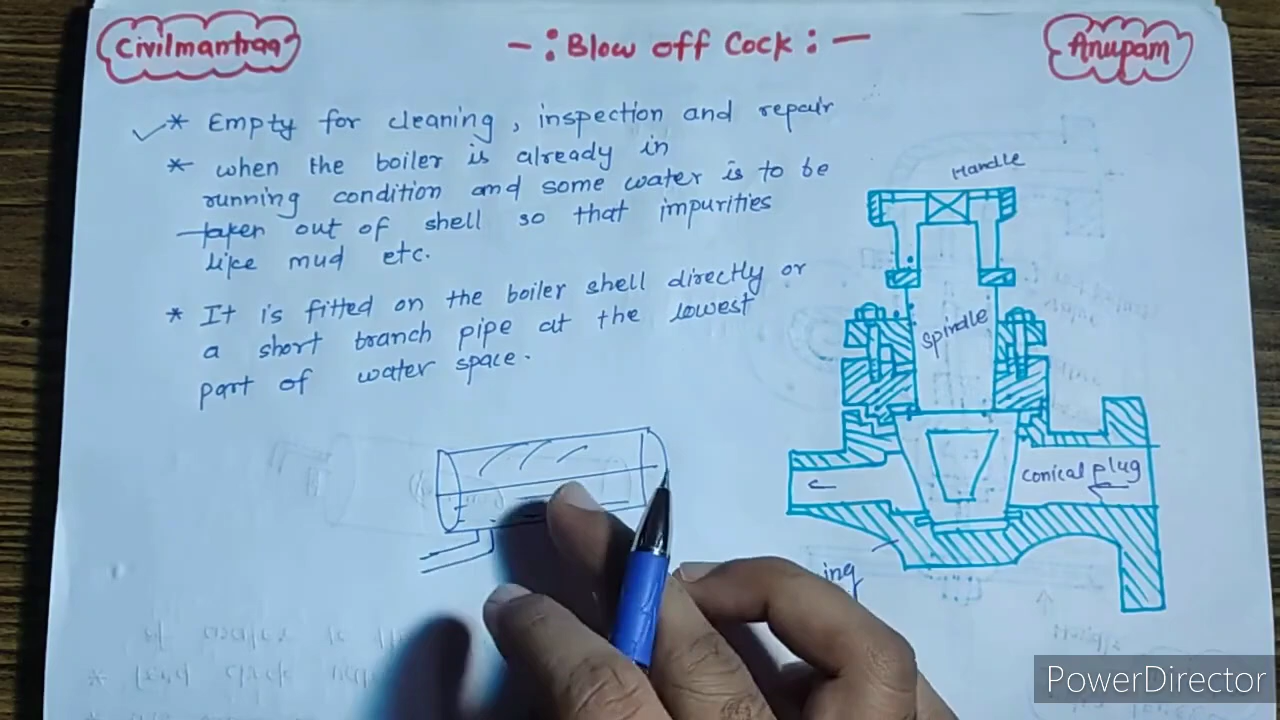 Civilmantraa
- : Blow off Cock : -
Anupam
* Empty for cleaning, inspection and repair
* when the boiler is already in
running condition and some water is to be
taken out of shell so that impurities
like mud etc.
* It is fitted on the boiler shell directly or
a short branch pipe at the lowest
part of water space.
Handle
Spindle
conical plug
ing
PowerDirector